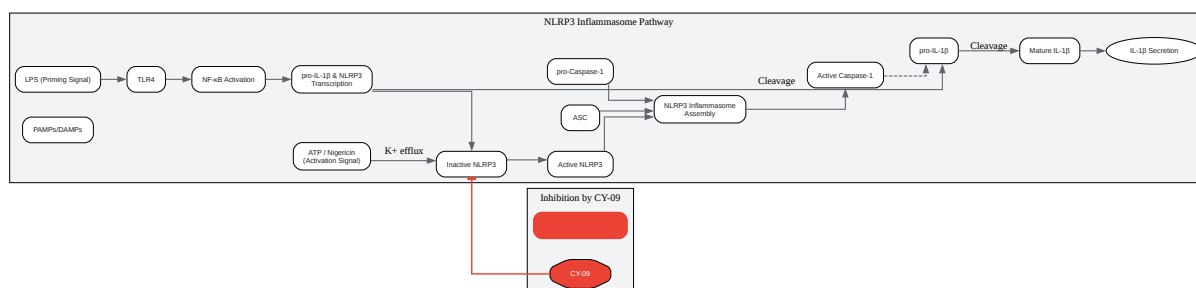 NLRP3 Inflammasome Pathway
LPS (Priming Signal)
TLR4
NF-κB Activation
pro-IL-1β & NLRP3
Transcription
PAMPs/DAMPs
ATP / Nigericin
(Activation Signal)
K+ efflux
Inactive NLRP3
Active NLRP3
pro-Caspase-1
ASC
NLRP3 Inflammasome
Assembly
Cleavage
Active Caspase-1
pro-IL-1β
Cleavage
Mature IL-1β
IL-1β Secretion
Inhibition by CY-09
CY-09